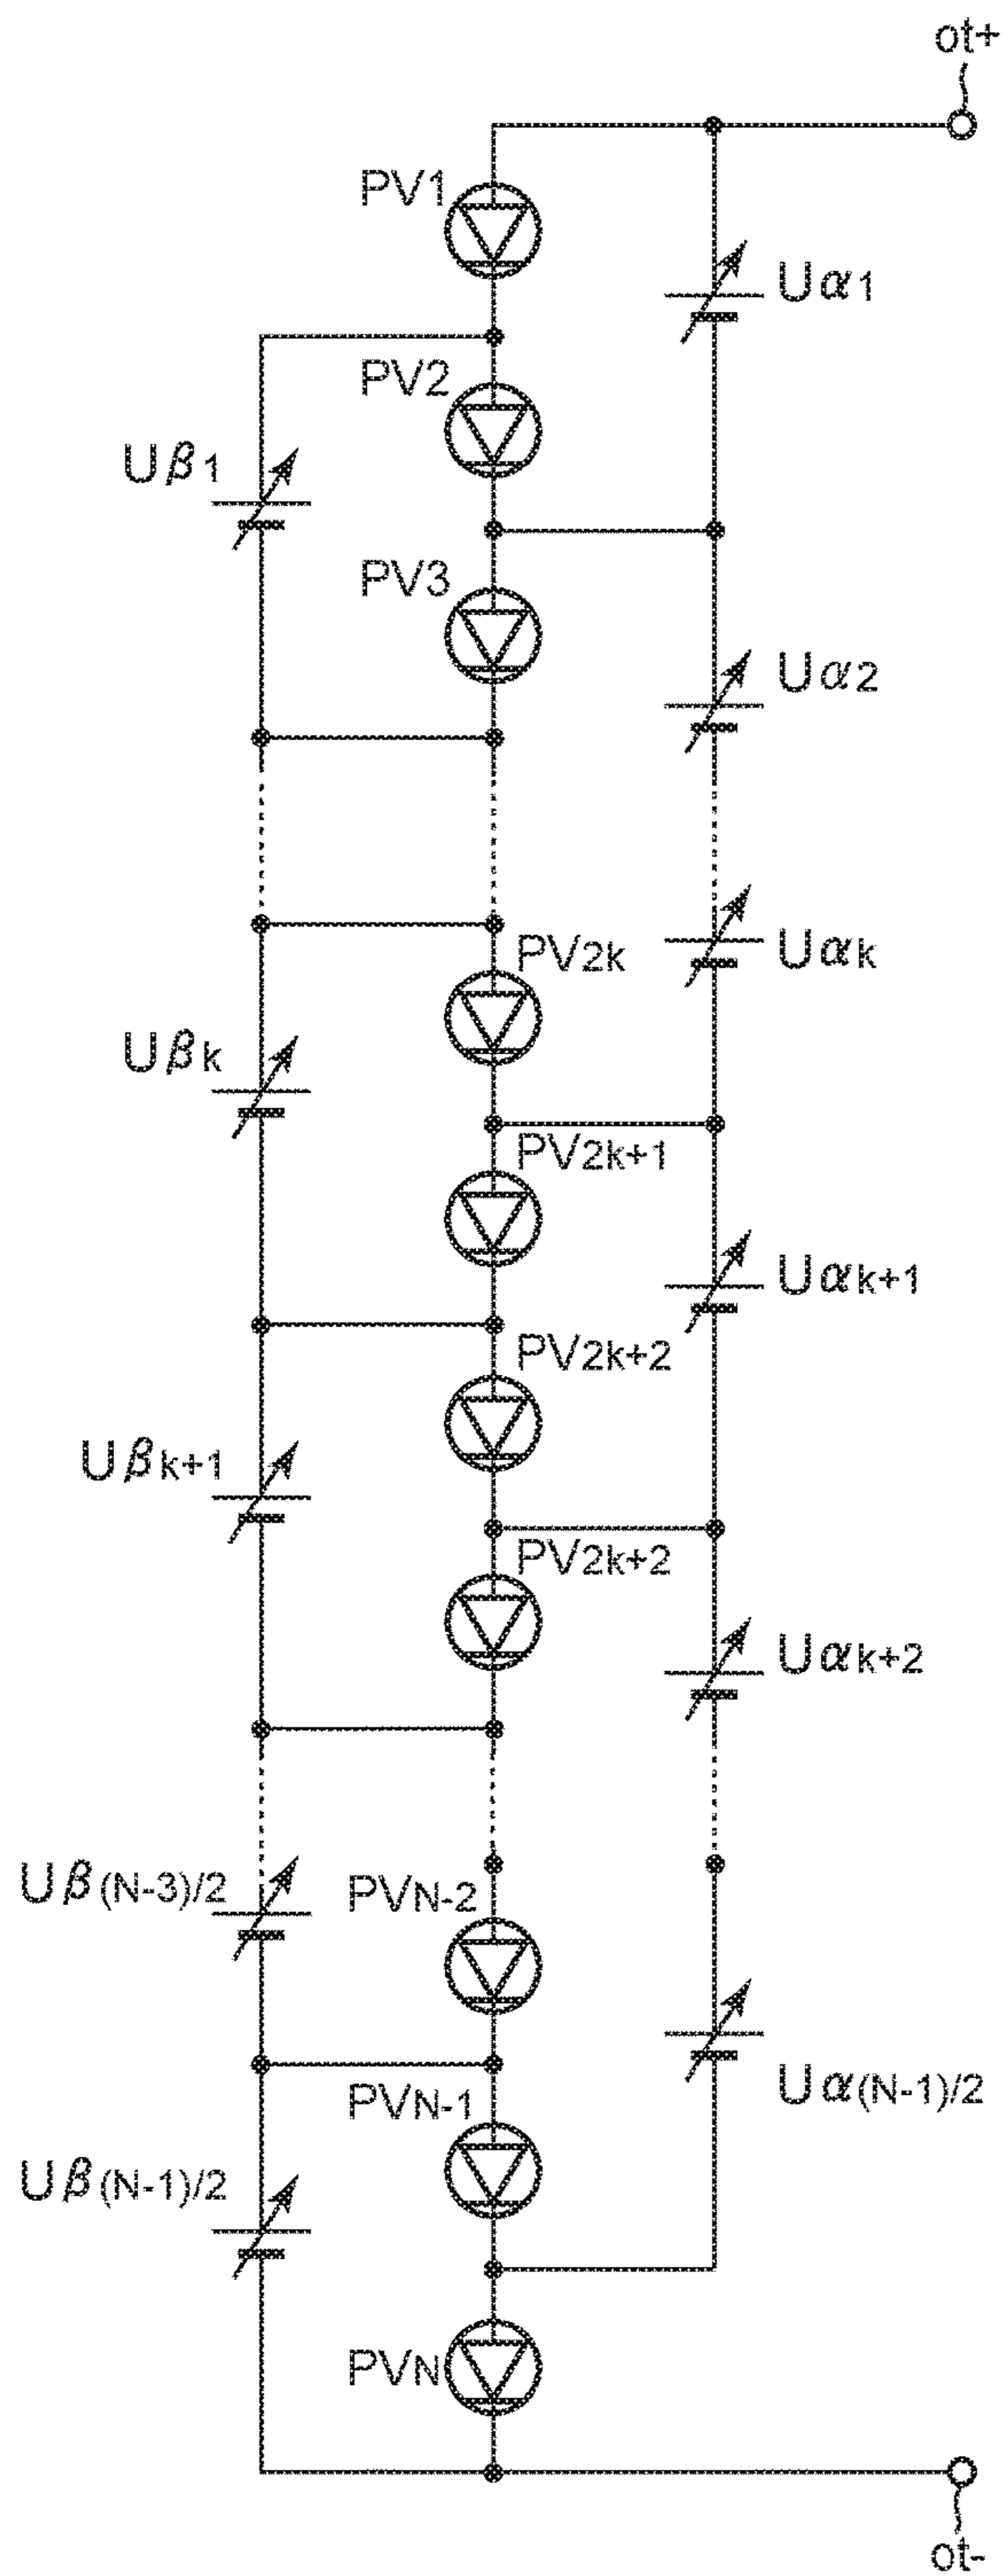 ot+
PV1
Uα1
PV2
Uβ1
PV3
Uα2
PV2k
Uαk
Uβk
PV2k+1
Uαk+1
PV2k+2
Uβk+1
PV2k+2
Uαk+2
Uβ(N-3)/2
PVN-2
Uα(N-1)/2
PVN-1
Uβ(N-1)/2
PVN
ot-